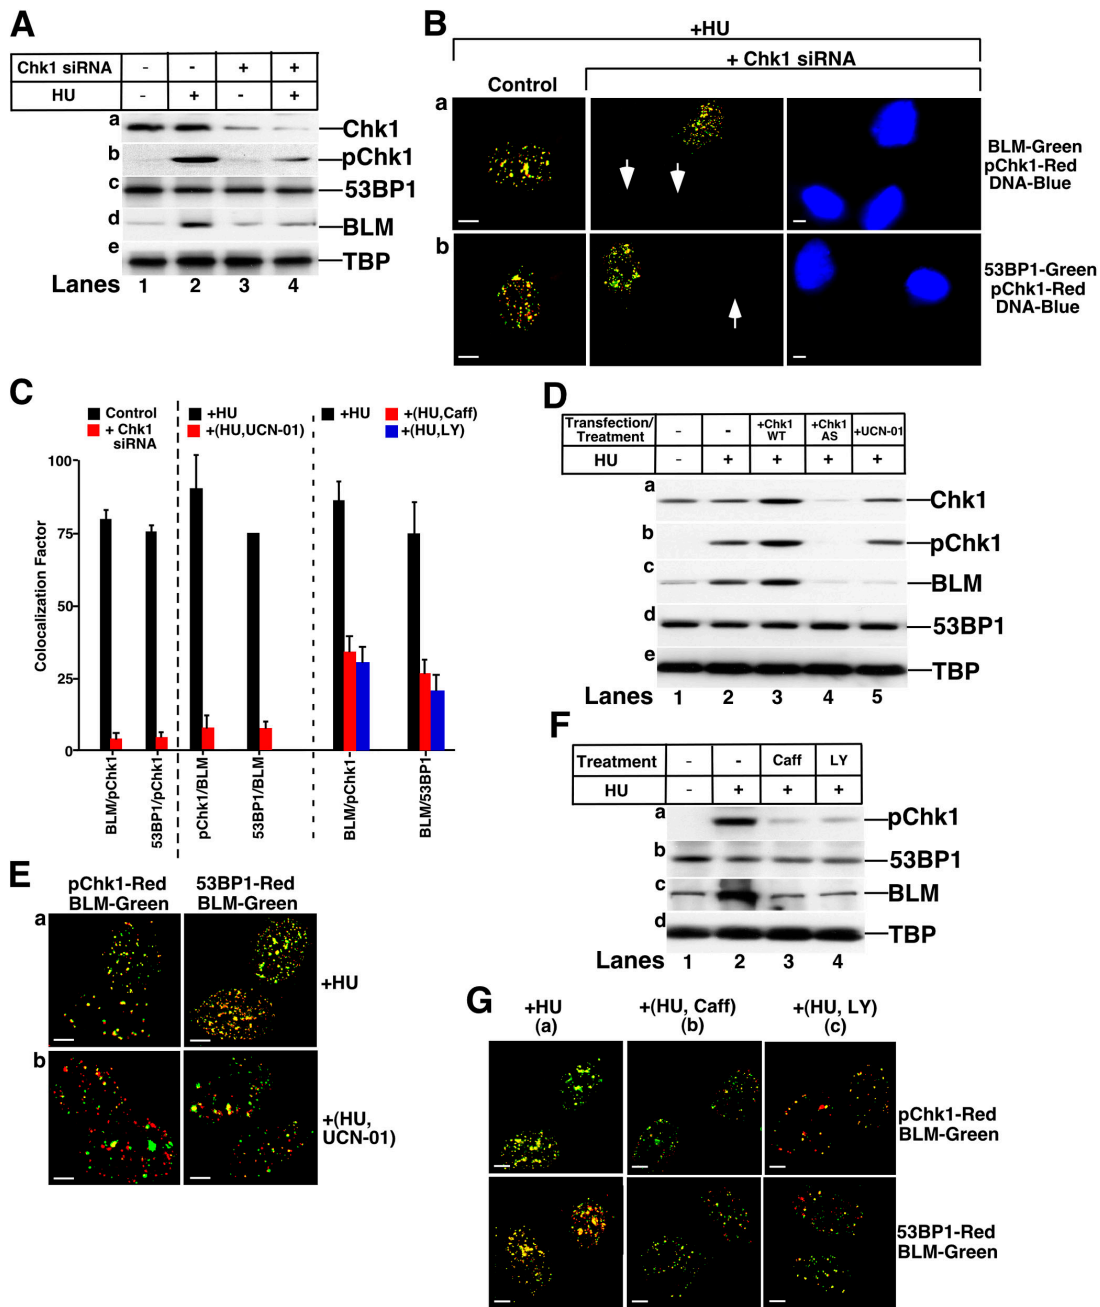 A
Chk1 siRNA - - + +
HU - + - +
a Chk1
b pChk1
c 53BP1
d BLM
e TBP
Lanes 1 2 3 4
B
+HU
+ Chk1 siRNA
Control
a
BLM-Green
pChk1-Red
DNA-Blue
b
53BP1-Green
pChk1-Red
DNA-Blue
C
Control
+ Chk1
siRNA
+HU
+(HU,UCN-01)
+HU
+(HU,Caff)
+(HU,LY)
Colocalization Factor
100
75
50
25
0
BLM/pChk1
53BP1/pChk1
pChk1/BLM
53BP1/BLM
BLM/pChk1
BLM/53BP1
D
Transfection/
Treatment - - +Chk1 WT +Chk1 AS +UCN-01
HU - + + + +
a Chk1
b pChk1
c BLM
d 53BP1
e TBP
Lanes 1 2 3 4 5
E
pChk1-Red
BLM-Green
53BP1-Red
BLM-Green
a
+HU
b
+(HU,
UCN-01)
F
Treatment - - Caff LY
HU - + + +
a pChk1
b 53BP1
c BLM
d TBP
Lanes 1 2 3 4
G
+HU
(a)
+(HU, Caff)
(b)
+(HU, LY)
(c)
pChk1-Red
BLM-Green
53BP1-Red
BLM-Green